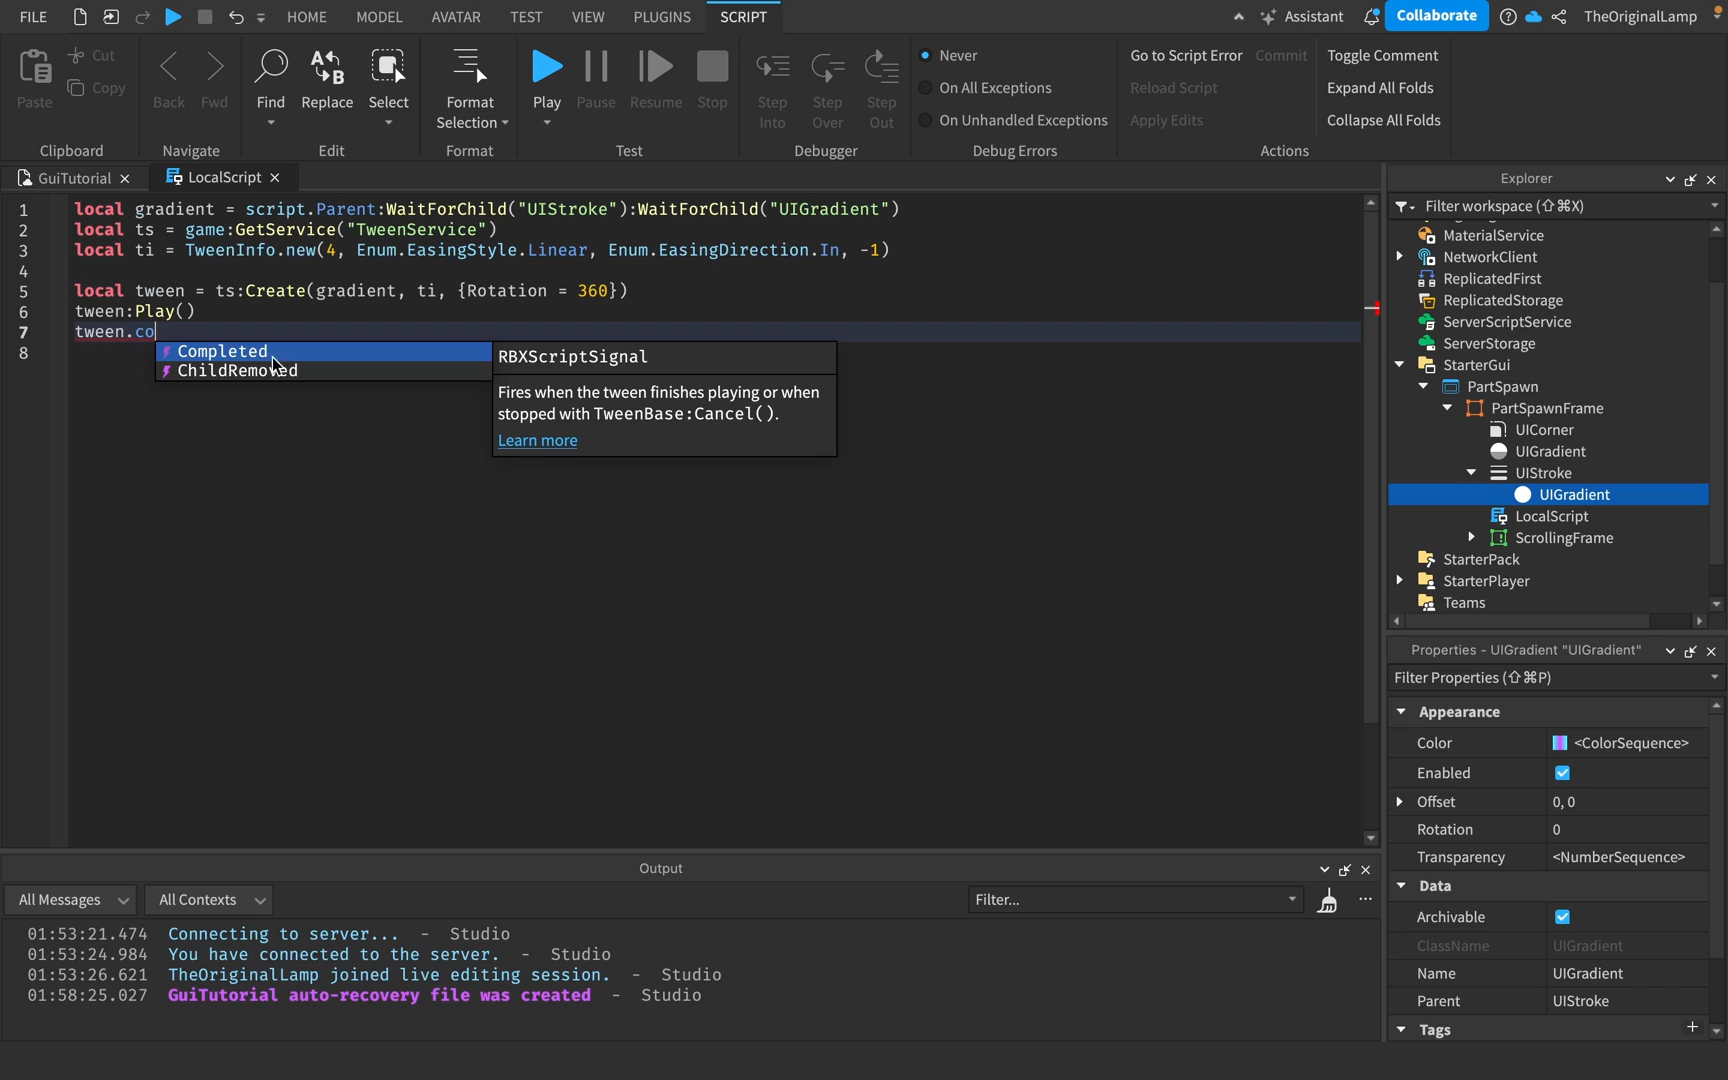 FILE HOME MODEL AVATAR TEST VIEW PLUGINS SCRIPT Assistant Collaborate TheOriginalLamp
Paste Cut Copy
Clipboard
Back Fwd
Navigate
Find Replace Select
Edit
Format Selection
Format
Play Pause Resume Stop
Test
Step Into Step Over Step Out
Debugger
Never
On All Exceptions
On Unhandled Exceptions
Debug Errors
Go to Script Error Commit Toggle Comment
Reload Script Expand All Folds
Apply Edits Collapse All Folds
Actions
GuiTutorial LocalScript
1 local gradient = script.Parent:WaitForChild("UIStroke"):WaitForChild("UIGradient")
2 local ts = game:GetService("TweenService")
3 local ti = TweenInfo.new(4, Enum.EasingStyle.Linear, Enum.EasingDirection.In, -1)
4
5 local tween = ts:Create(gradient, ti, {Rotation = 360})
6 tween:Play()
7 tween.co
8
Completed
ChildRemoved
RBXScriptSignal
Fires when the tween finishes playing or when
stopped with TweenBase:Cancel().
Learn more
Explorer
Filter workspace (⇧⌘X)
MaterialService
NetworkClient
ReplicatedFirst
ReplicatedStorage
ServerScriptService
ServerStorage
StarterGui
PartSpawn
PartSpawnFrame
UICorner
UIGradient
UIStroke
UIGradient
LocalScript
ScrollingFrame
StarterPack
StarterPlayer
Teams
Properties - UIGradient "UIGradient"
Filter Properties (⇧⌘P)
Appearance
Color <ColorSequence>
Enabled
Offset 0, 0
Rotation 0
Transparency <NumberSequence>
Data
Archivable
ClassName UIGradient
Name UIGradient
Parent UIStroke
Tags +
Output
All Messages All Contexts Filter...
01:53:21.474 Connecting to server... - Studio
01:53:24.984 You have connected to the server. - Studio
01:53:26.621 TheOriginalLamp joined live editing session. - Studio
01:58:25.027 GuiTutorial auto-recovery file was created - Studio